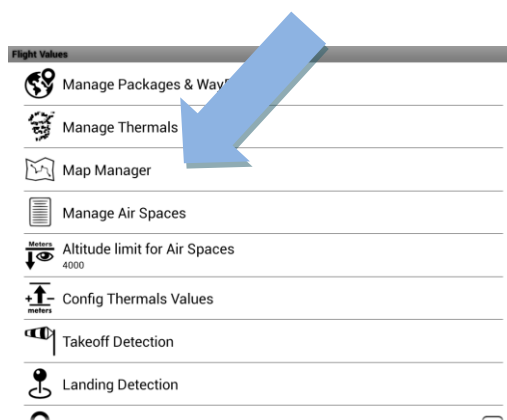 Flight Values
Manage Packages & Way
Manage Thermals
Map Manager
Manage Air Spaces
Meters
Altitude limit for Air Spaces
4000
Config Thermals Values
meters
Takeoff Detection
Landing Detection